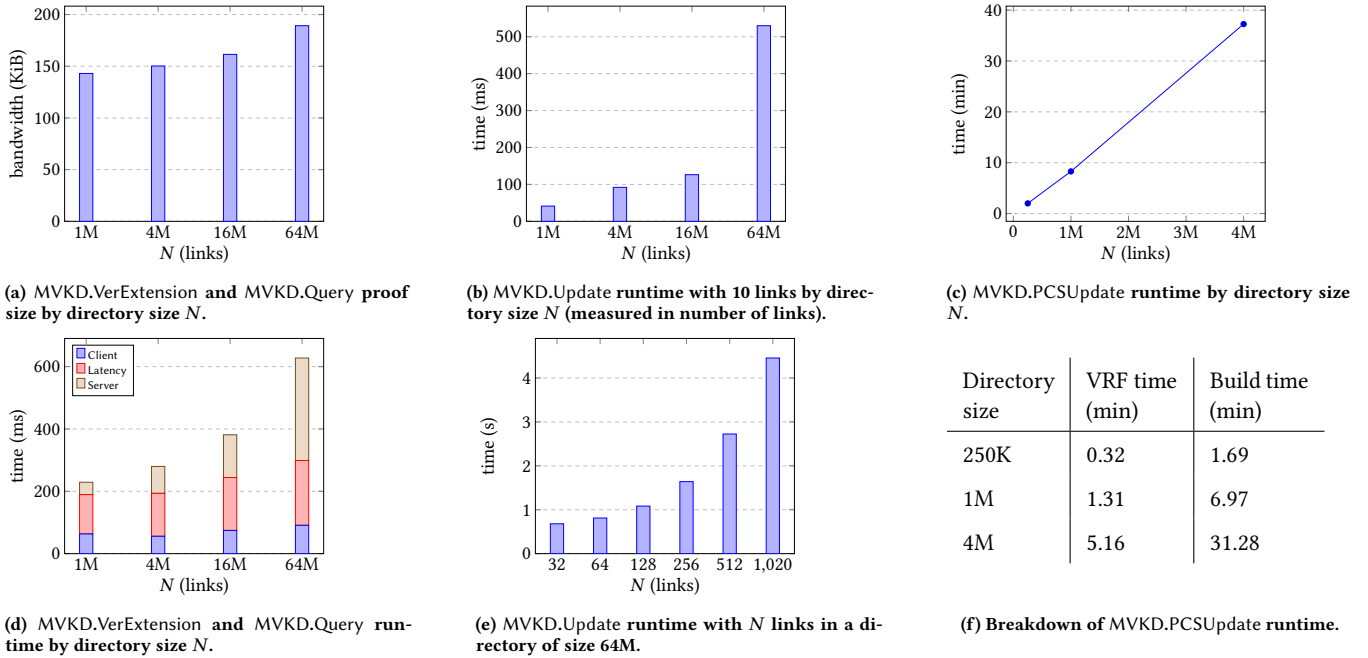 200
150
100
50
0
bandwidth (KiB)
1M 4M 16M 64M
N (links)
(a) MVKD.VerExtension and MVKD.Query proof
size by directory size N.
500
400
300
200
100
0
time (ms)
1M 4M 16M 64M
N (links)
(b) MVKD.Update runtime with 10 links by direc-
tory size N (measured in number of links).
40
30
20
10
0
time (min)
0 1M 2M 3M 4M
N (links)
(c) MVKD.PCSUpdate runtime by directory size
N.
600
400
200
0
time (ms)
Client
Latency
Server
1M 4M 16M 64M
N (links)
(d) MVKD.VerExtension and MVKD.Query run-
time by directory size N.
4
3
2
1
0
time (s)
32 64 128 256 512 1,020
N (links)
(e) MVKD.Update runtime with N links in a di-
rectory of size 64M.
Directory VRF time Build time
size (min) (min)
250K 0.32 1.69
1M 1.31 6.97
4M 5.16 31.28
(f) Breakdown of MVKD.PCSUpdate runtime.